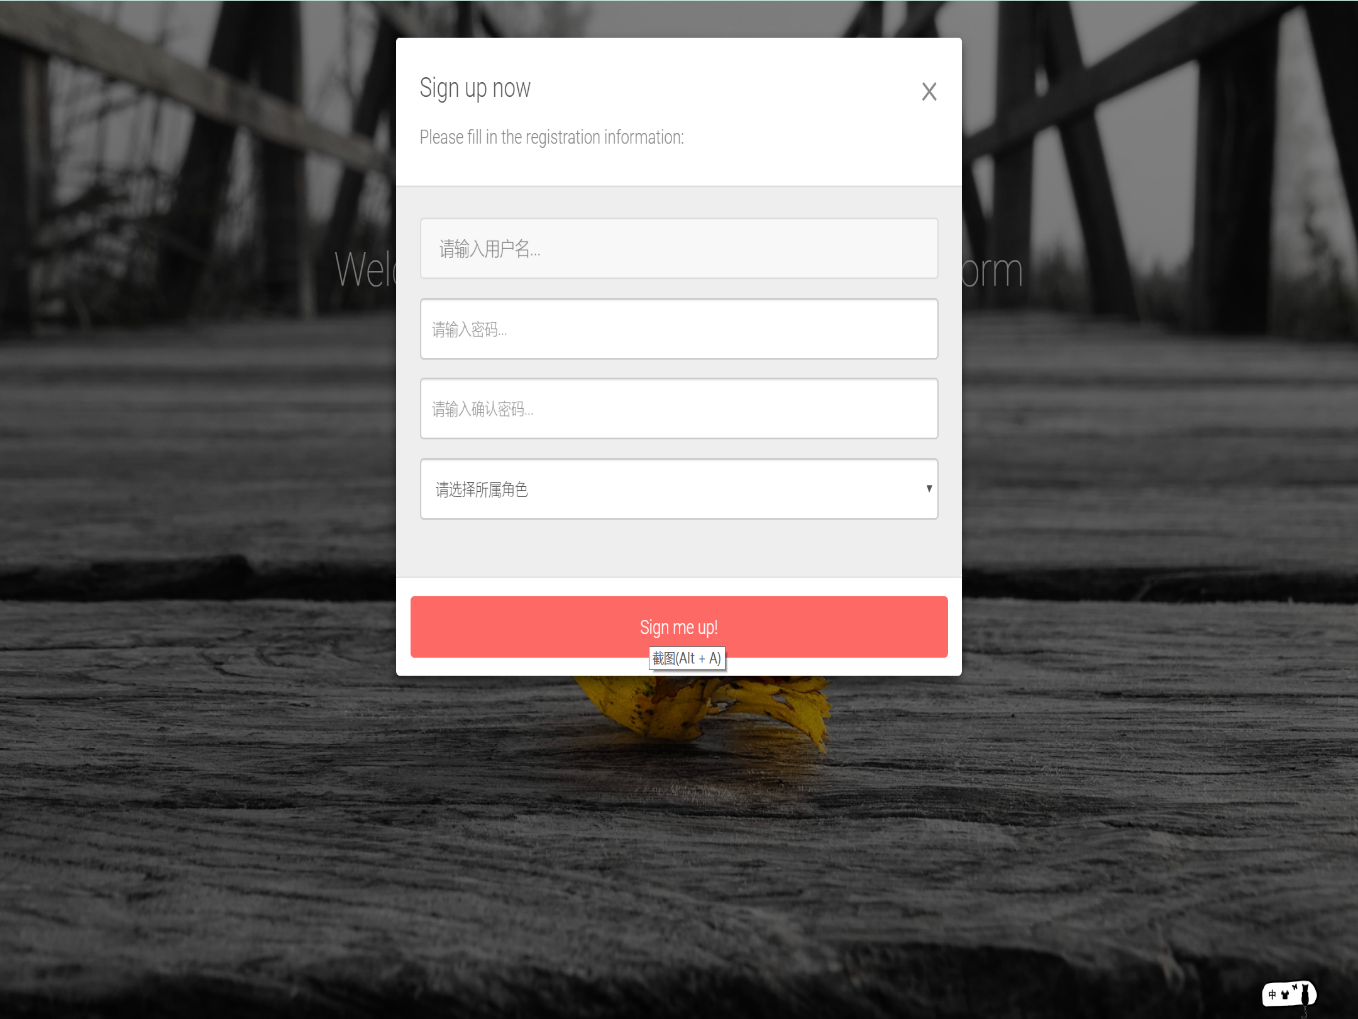 Sign up now
X
Please fill in the registration information:
请输入用户名...
请输入密码...
请输入确认密码...
请选择所属角色
Sign me up!
截图(Alt + A)
中